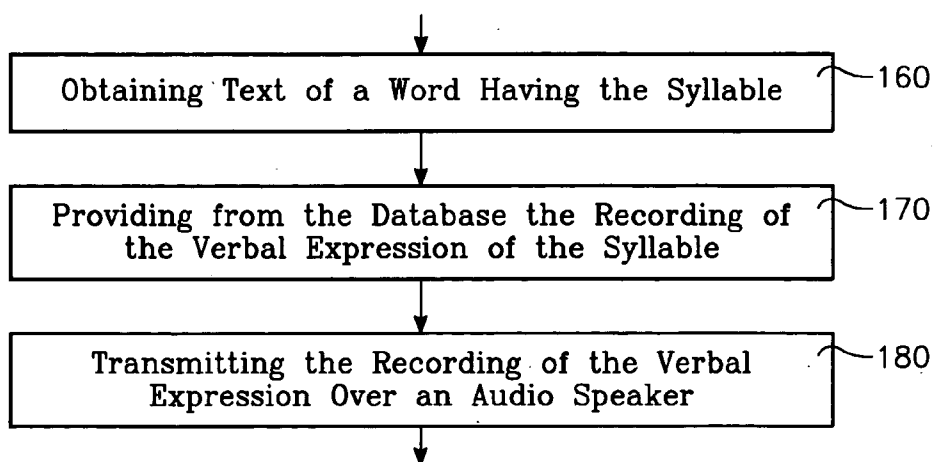 Obtaining Text of a Word Having the Syllable
160
Providing from the Database the Recording of
the Verbal Expression of the Syllable
170
Transmitting the Recording of the Verbal
Expression Over an Audio Speaker
180